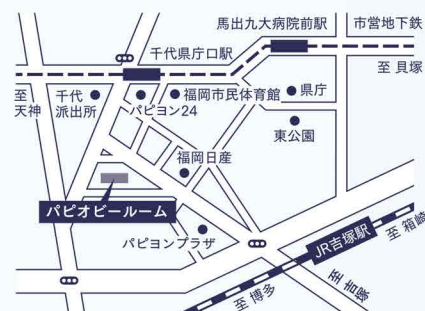 馬出九大病院前駅
市営地下鉄
千代県庁口駅
至 貝塚
至
天神
千代
派出所
パピヨン24
福岡市民体育館
県庁
東公園
福岡日産
パピオビールーム
パピヨンプラザ
JR吉塚駅
至 箱崎
至 博多
至 吉塚